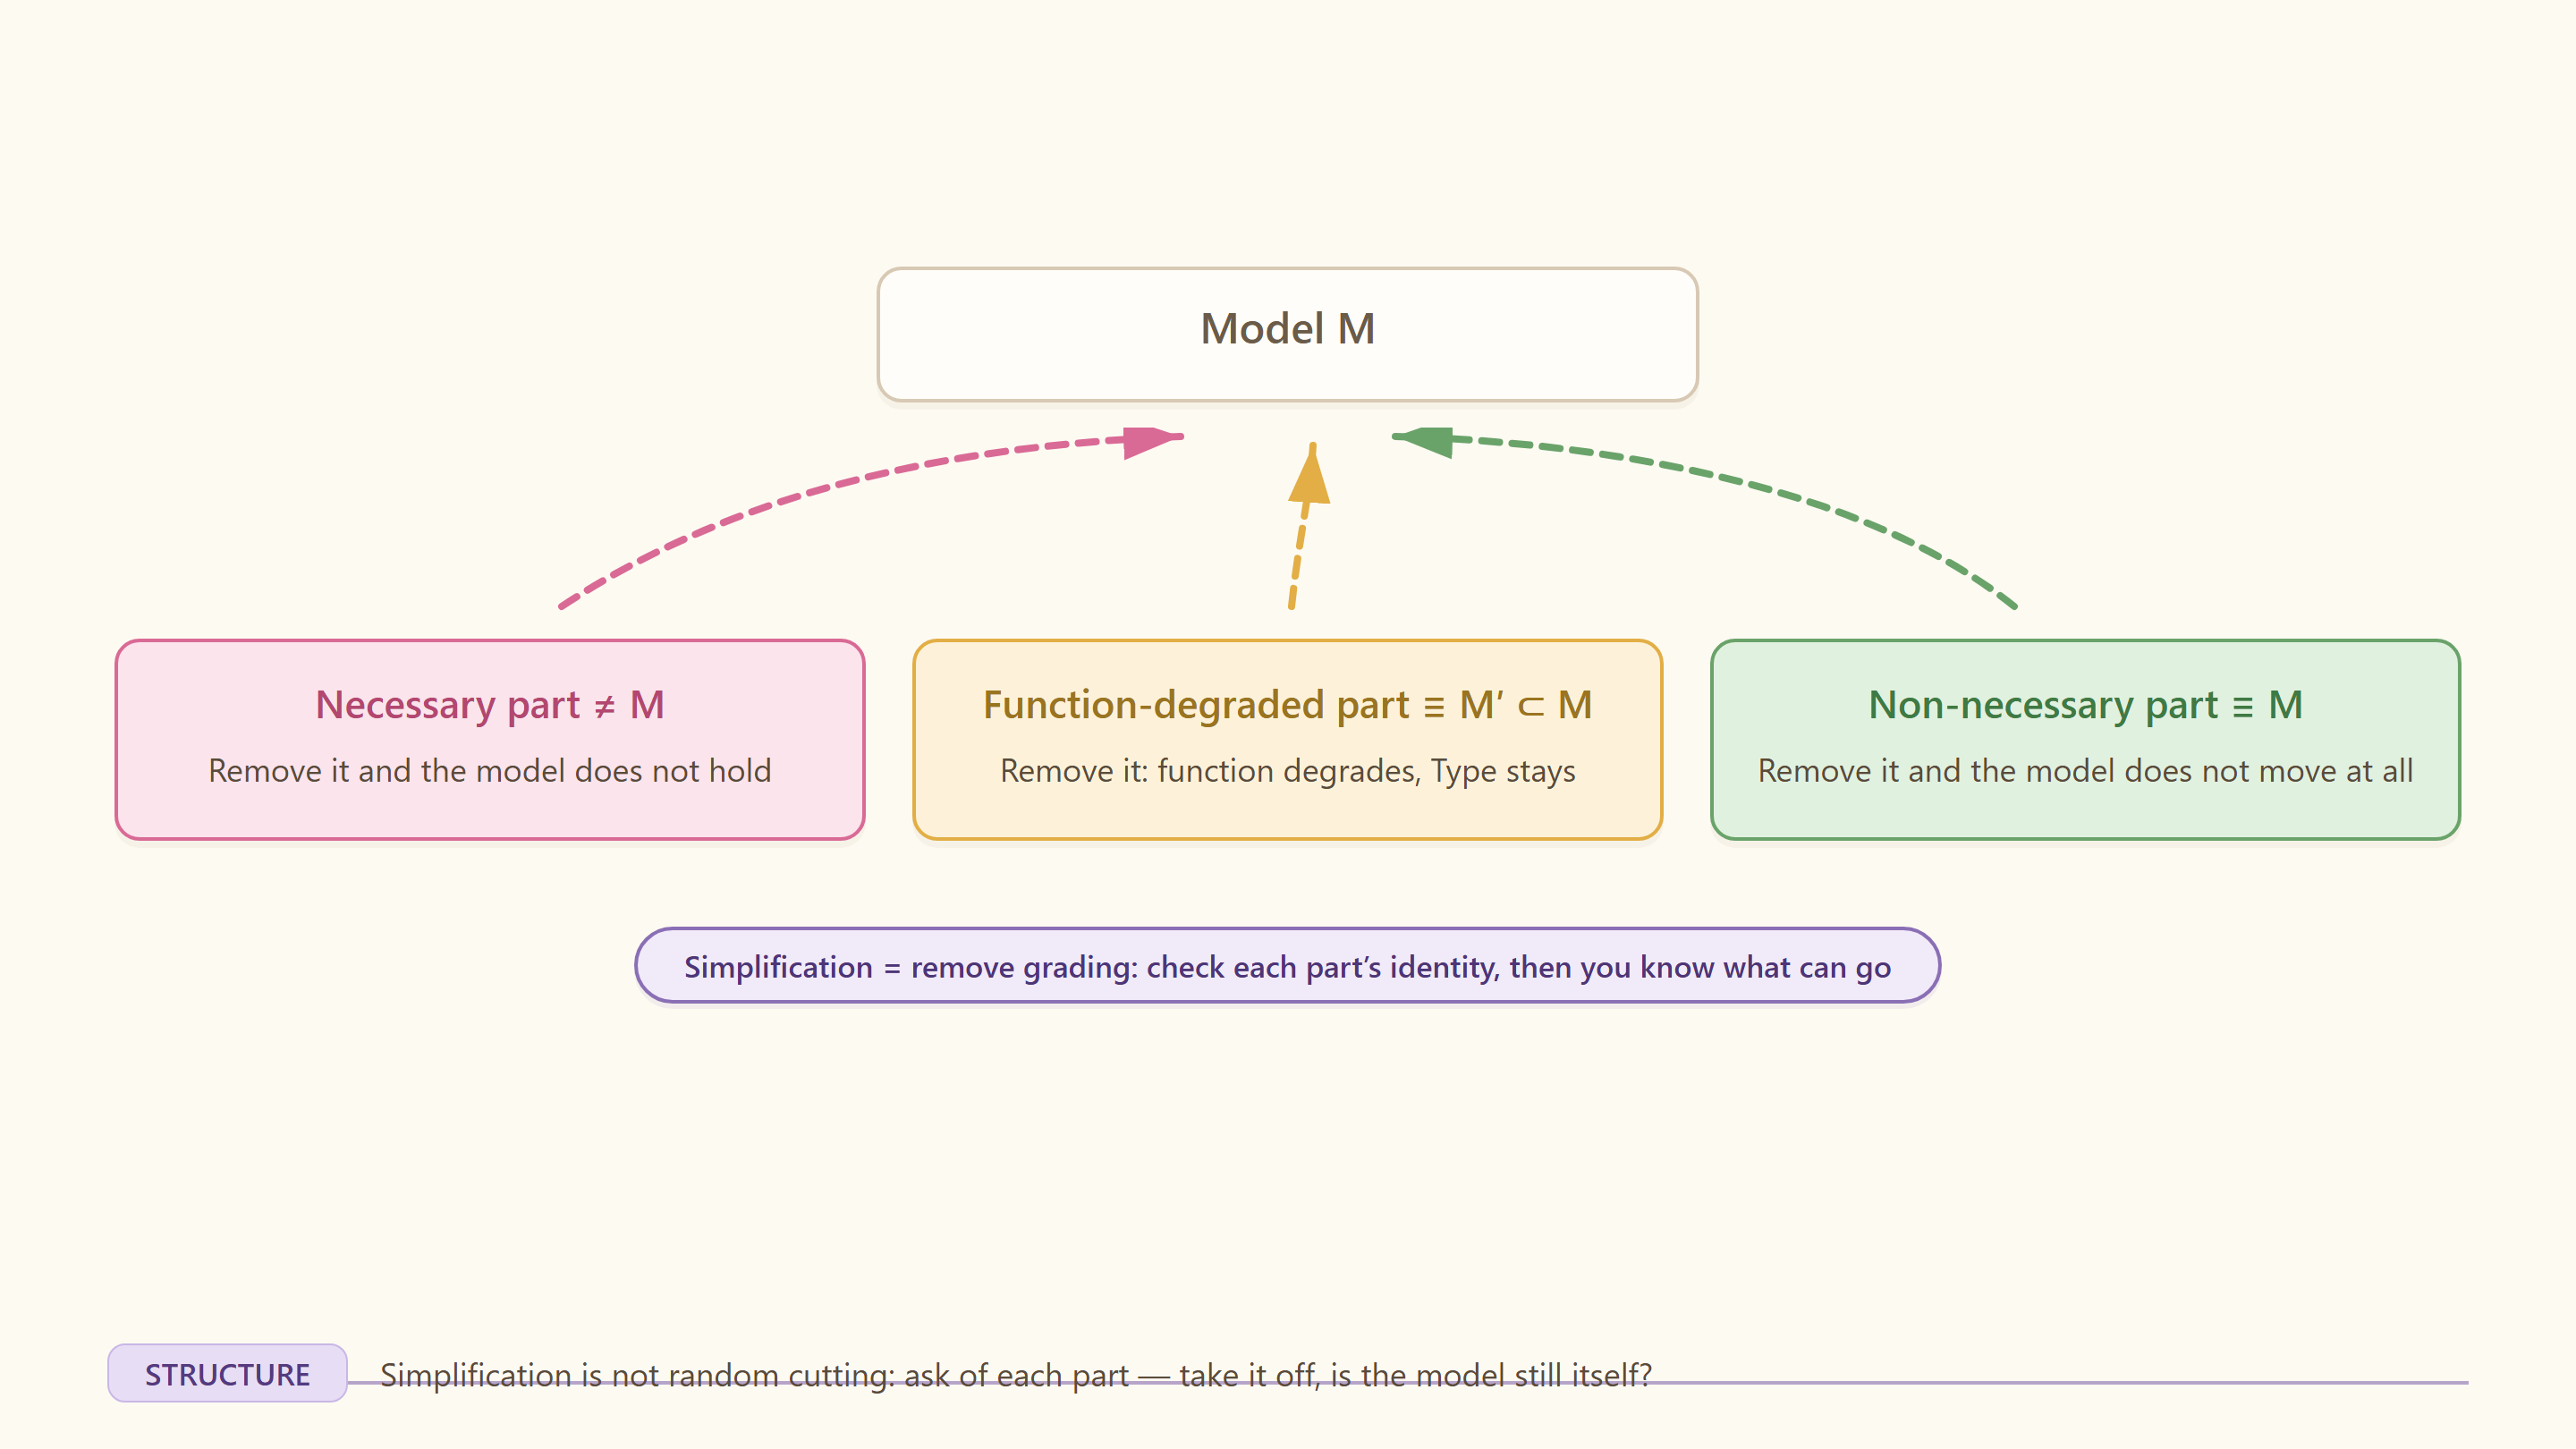 Model M
Necessary part ≠ M
Remove it and the model does not hold
Function-degraded part ≡ M′ ⊂ M
Remove it: function degrades, Type stays
Non-necessary part ≡ M
Remove it and the model does not move at all
Simplification = remove grading: check each part’s identity, then you know what can go
STRUCTURE
Simplification is not random cutting: ask of each part — take it off, is the model still itself?